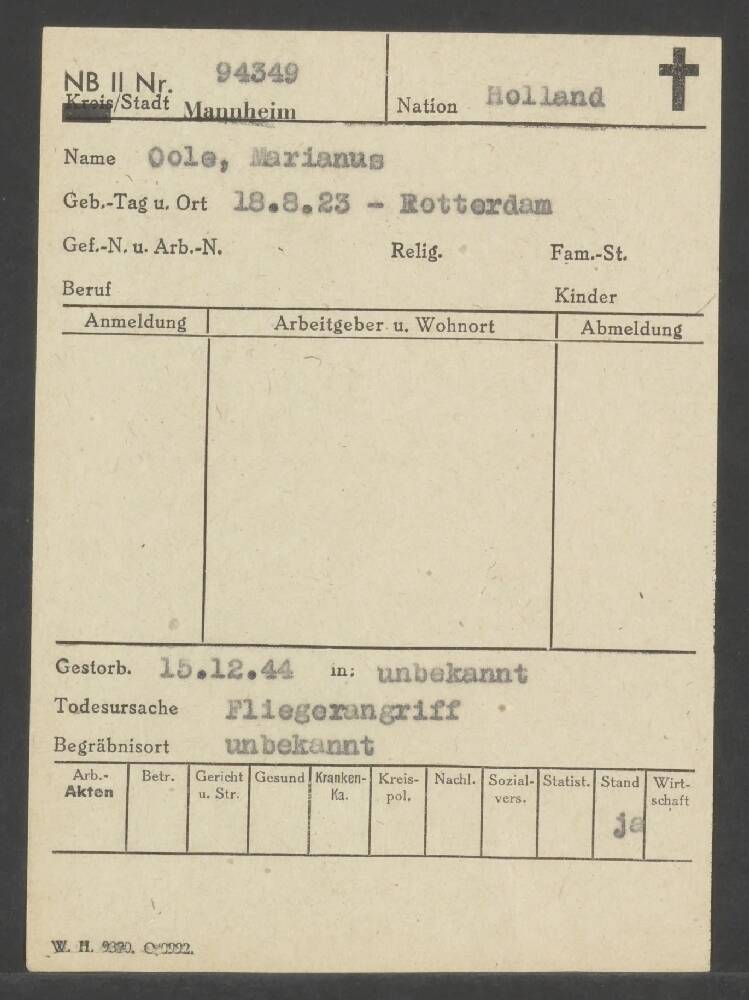 NB II Nr. 94349
Kreis/Stadt Mannheim
Nation Holland
Name Oole, Marianus
Geb.-Tag u. Ort 18.8.23 - Rotterdam
Gef.-N. u. Arb.-N. Relig. Fam.-St.
Beruf Kinder
Anmeldung Arbeitgeber u. Wohnort Abmeldung
Gestorb. 15.12.44 in: unbekannt
Todesursache Fliegerangriff
Begräbnisort unbekannt
Arb.- Betr. Gericht Gesund Kranken- Kreis- Nachl. Sozial- Statist. Stand Wirt-
Akten u. Str. Ka. pol. vers. schaft
ja
W. H.